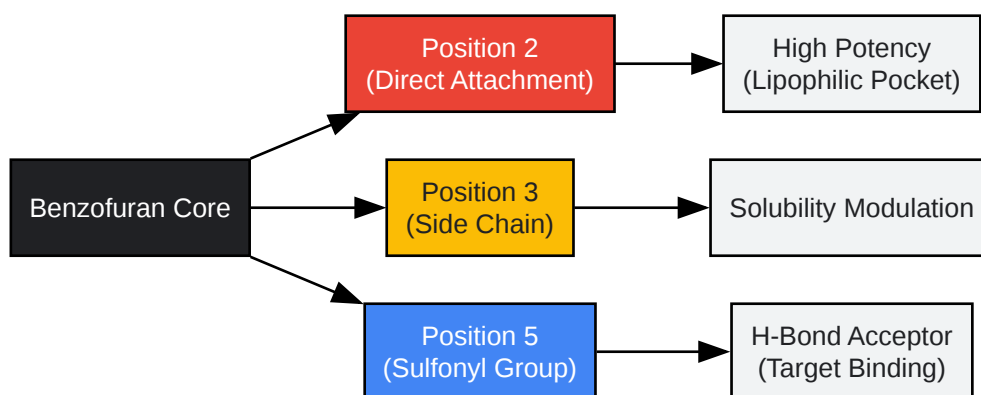 Position 2
(Direct Attachment)
High Potency
(Lipophilic Pocket)
Benzofuran Core
Position 3
(Side Chain)
Solubility Modulation
Position 5
(Sulfonyl Group)
H-Bond Acceptor
(Target Binding)